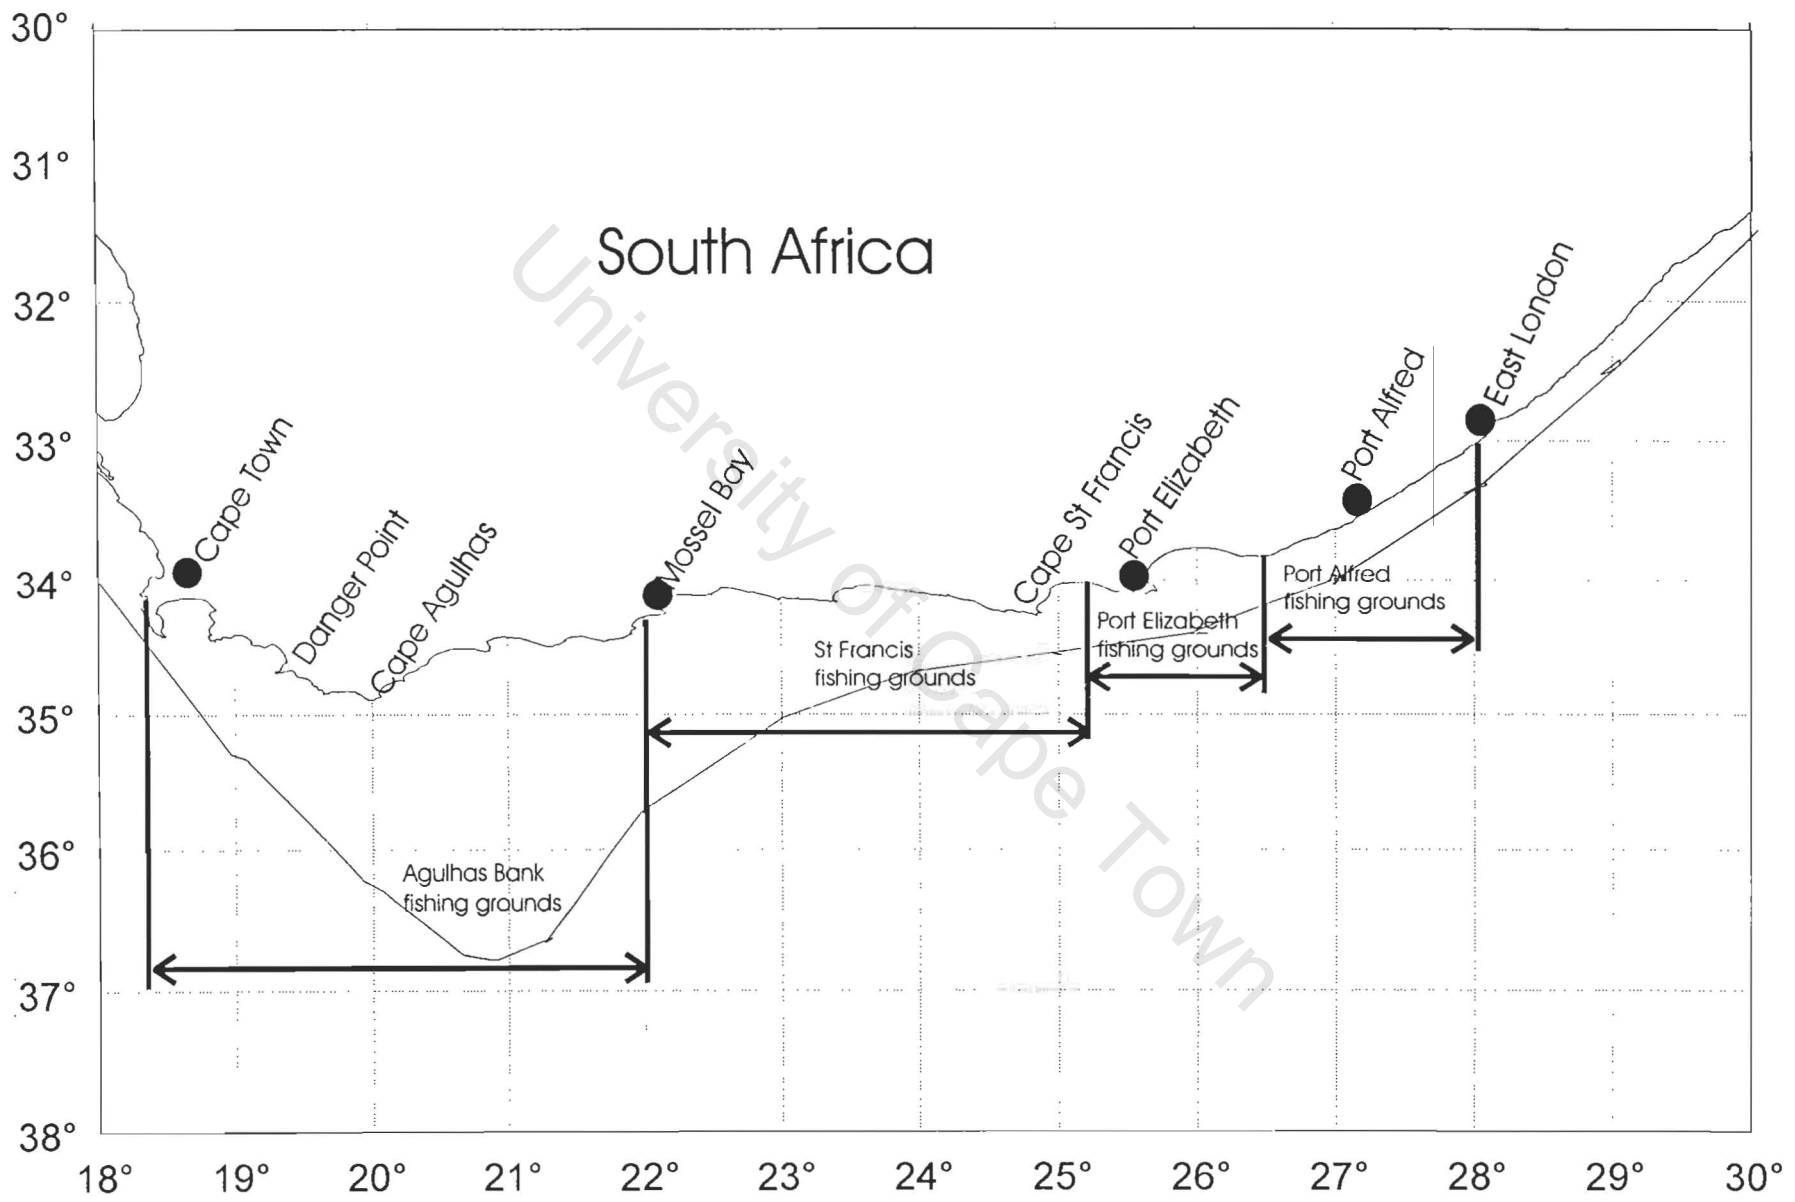 30°
31°
32°
33°
34°
35°
36°
37°
38°
18°
19°
20°
21°
22°
23°
24°
25°
26°
27°
28°
29°
30°
South Africa
Cape Town
Danger Point
Cape Agulhas
Mossel Bay
Cape St Francis
Port Elizabeth
Port Alfred
East London
Agulhas Bank
fishing grounds
St Francis
fishing grounds
Port Elizabeth
fishing grounds
Port Alfred
fishing grounds
University of Cape Town